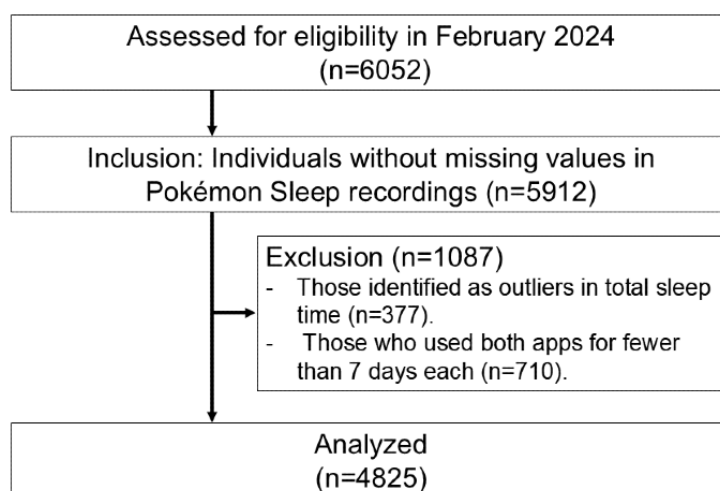 Assessed for eligibility in February 2024
(n=6052)
Inclusion: Individuals without missing values in
Pokémon Sleep recordings (n=5912)
Exclusion (n=1087)
- Those identified as outliers in total sleep
time (n=377).
- Those who used both apps for fewer
than 7 days each (n=710).
Analyzed
(n=4825)